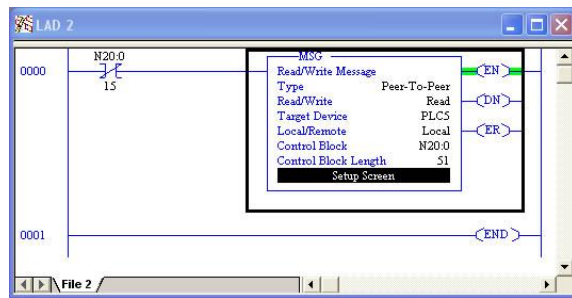 LAD 2
0000
N20:0
15
MSG
Read/Write Message
Type Peer-To-Peer
Read/Write Read
Target Device PLC5
Local/Remote Local
Control Block N20:0
Control Block Length 51
Setup Screen
EN
DN
ER
0001
END
File 2